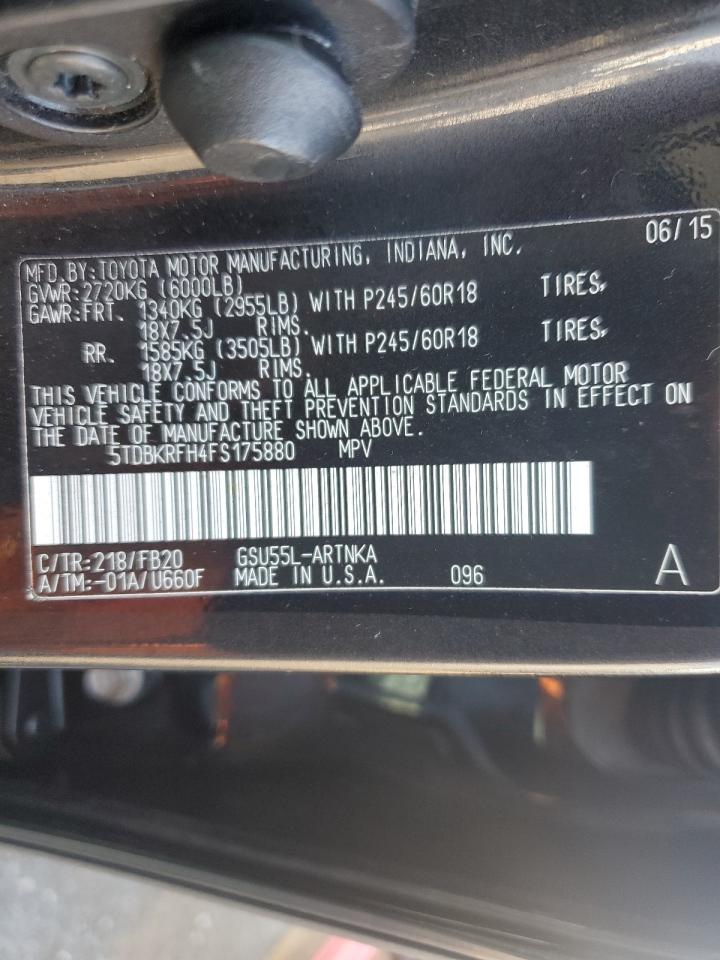 06/15
MFD.BY:TOYOTA MOTOR MANUFACTURING, INDIANA, INC.
GVWR:2720KG (6000LB)
GAWR:FRT. 1340KG (2955LB) WITH P245/60R18 TIRES,
18X7.5J RIMS.
RR. 1585KG (3505LB) WITH P245/60R18 TIRES,
18X7.5J RIMS.
THIS VEHICLE CONFORMS TO ALL APPLICABLE FEDERAL MOTOR
VEHICLE SAFETY AND THEFT PREVENTION STANDARDS IN EFFECT ON
THE DATE OF MANUFACTURE SHOWN ABOVE.
5TDBKRFH4FS175880 MPV
C/TR:218/FB20 GSU55L-ARTNKA
A/TM:-01A/U660F MADE IN U.S.A. 096 A